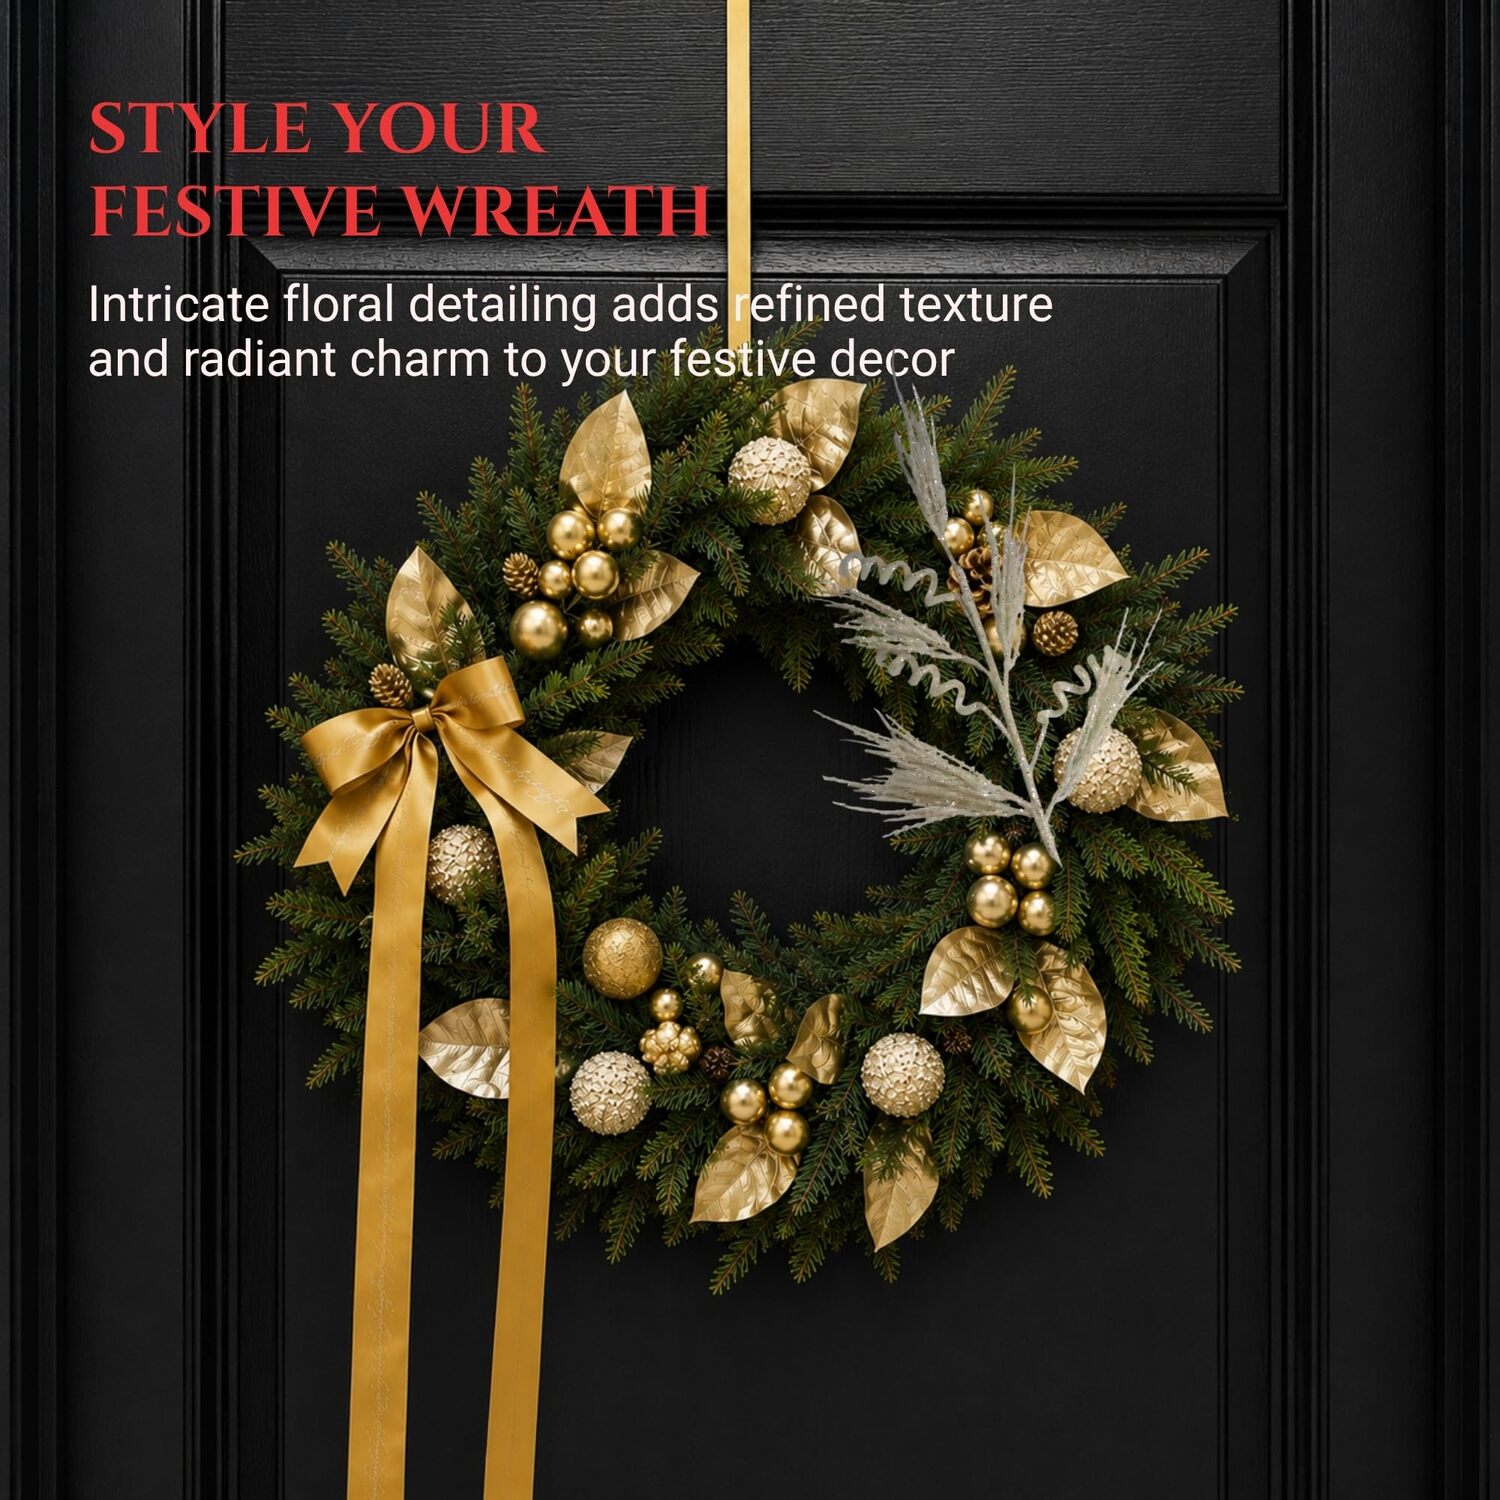 STYLE YOUR
FESTIVE WREATH
Intricate floral detailing adds refined texture
and radiant charm to your festive decor